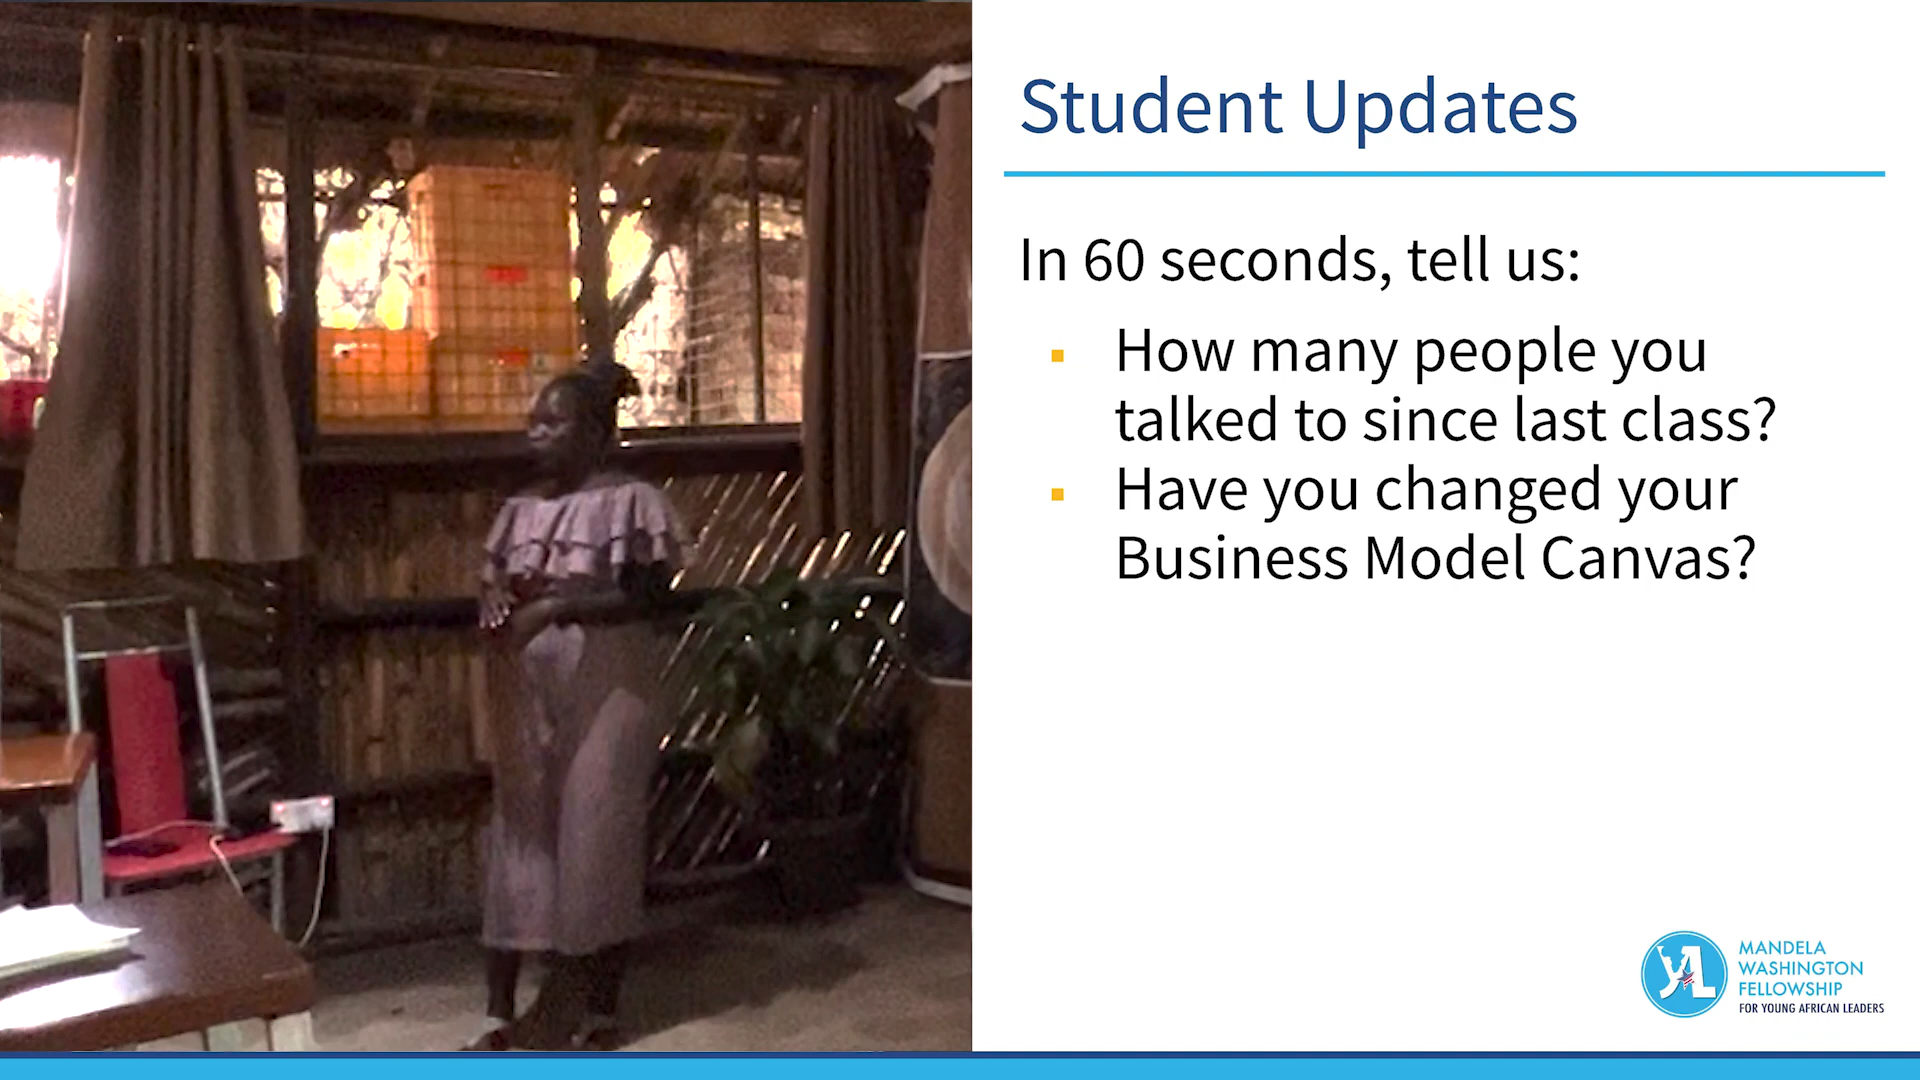 Student Updates
In 60 seconds, tell us:
How many people you
talked to since last class?
Have you changed your
Business Model Canvas?
YAL
MANDELA
WASHINGTON
FELLOWSHIP
FOR YOUNG AFRICAN LEADERS